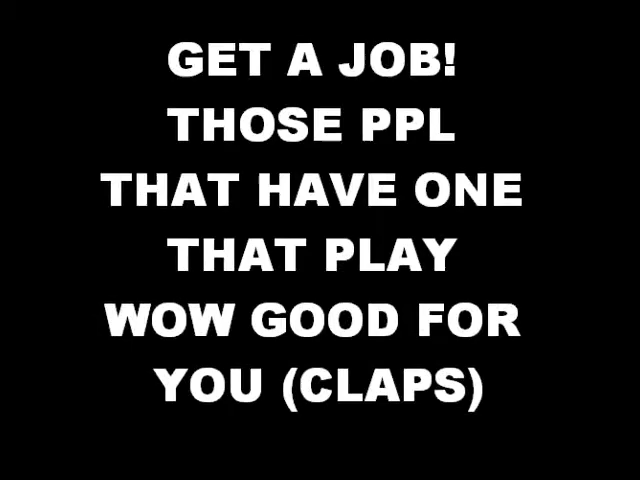 GET A JOB!
THOSE PPL
THAT HAVE ONE
THAT PLAY
WOW GOOD FOR
YOU (CLAPS)